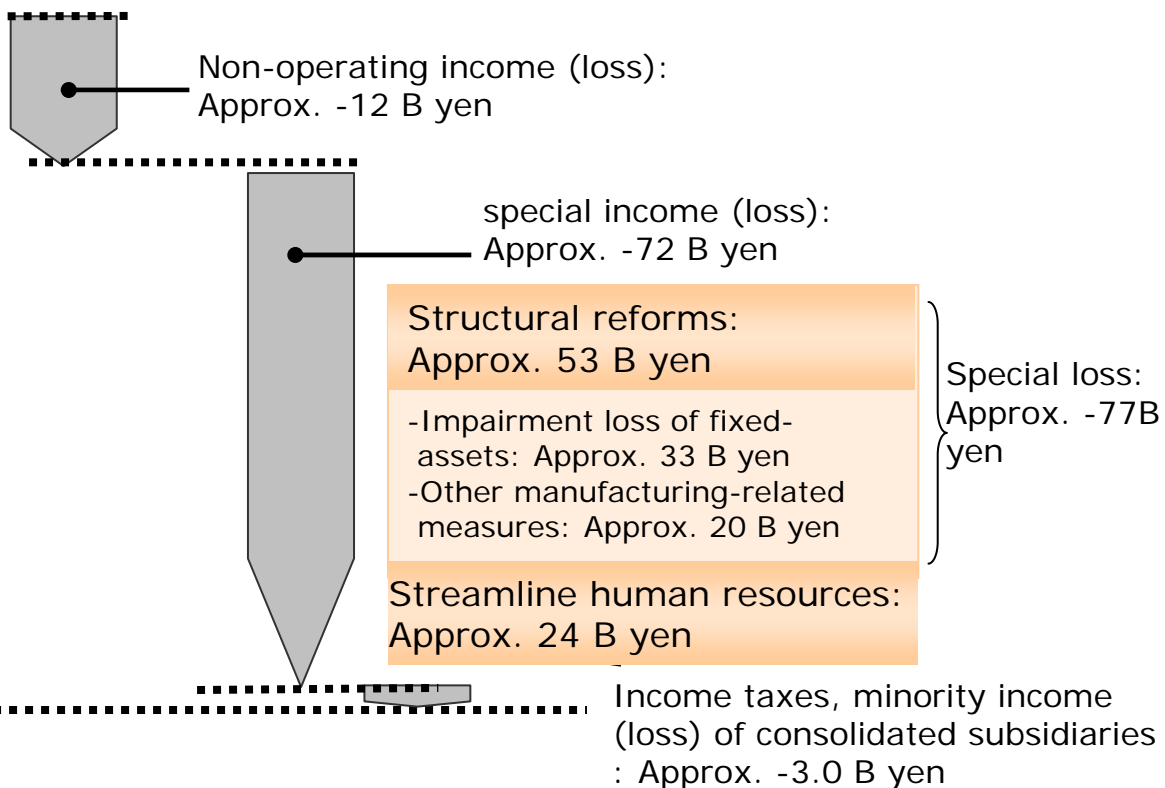 Non-operating income (loss):
Approx. -12 B yen
special income (loss):
Approx. -72 B yen
Structural reforms:
Approx. 53 B yen
-Impairment loss of fixed-
assets: Approx. 33 B yen
-Other manufacturing-related
measures: Approx. 20 B yen
Special loss:
Approx. -77B
yen
Streamline human resources:
Approx. 24 B yen
Income taxes, minority income
(loss) of consolidated subsidiaries
: Approx. -3.0 B yen